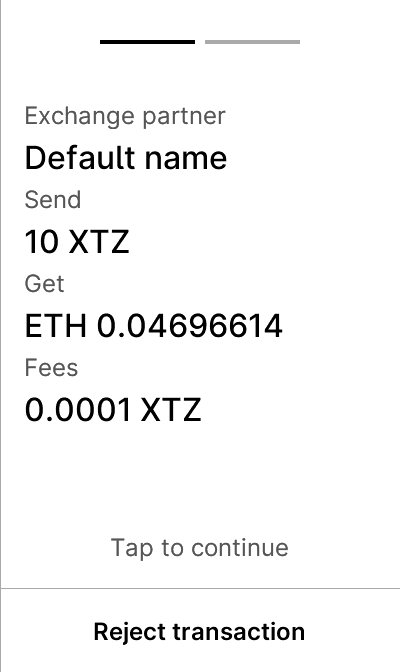 Exchange partner
Default name
Send
10 XTZ
Get
ETH 0.04696614
Fees
0.0001 XTZ
Tap to continue
Reject transaction